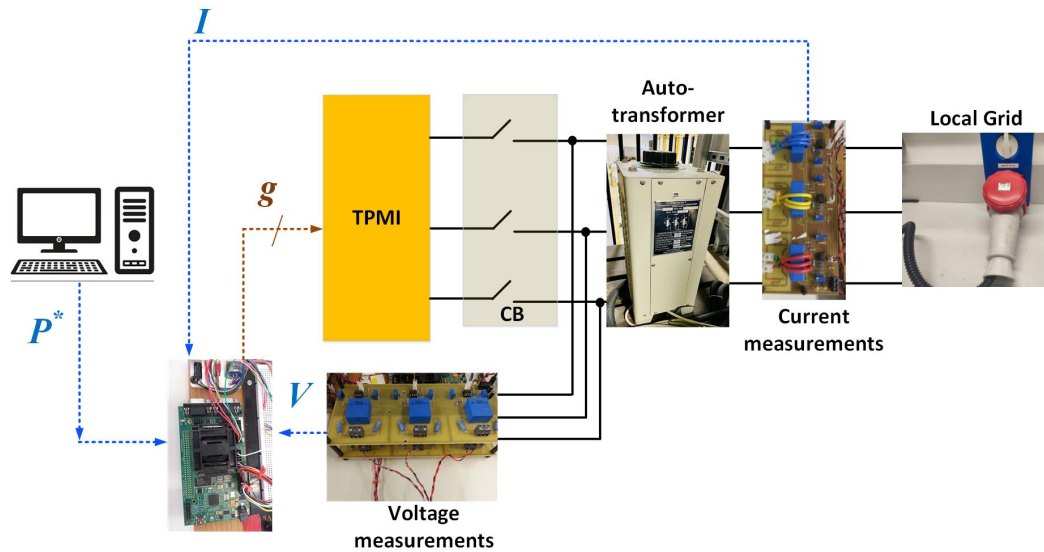 I
Auto-
transformer
Local Grid
g
TPMI
CB
P*
V
Current
measurements
Voltage
measurements